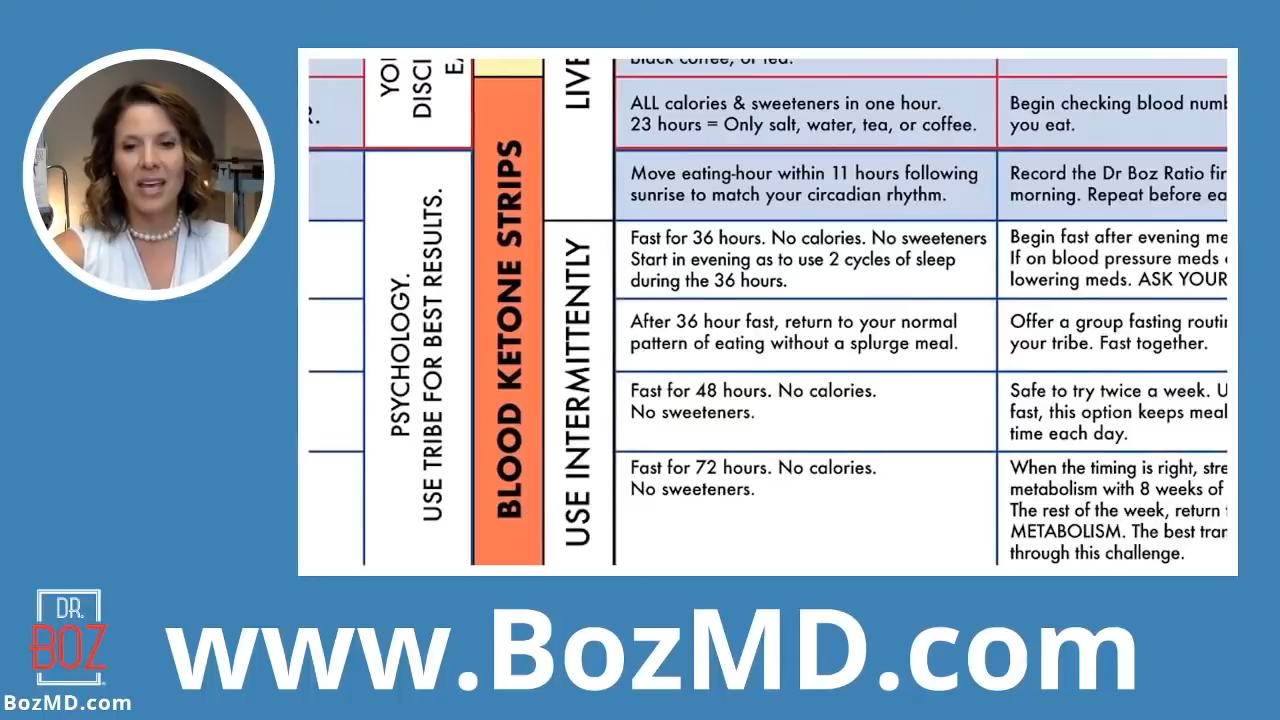 R.
YOU
DISCI
EA
PSYCHOLOGY.
USE TRIBE FOR BEST RESULTS.
BLOOD KETONE STRIPS
LIVE
USE INTERMITTENTLY
black coffee, or tea.
ALL calories & sweeteners in one hour.
23 hours = Only salt, water, tea, or coffee.
Begin checking blood numb
you eat.
Move eating-hour within 11 hours following
sunrise to match your circadian rhythm.
Record the Dr Boz Ratio fir
morning. Repeat before ea
Fast for 36 hours. No calories. No sweeteners
Start in evening as to use 2 cycles of sleep
during the 36 hours.
Begin fast after evening me
If on blood pressure meds
lowering meds. ASK YOUR
After 36 hour fast, return to your normal
pattern of eating without a splurge meal.
Offer a group fasting routin
your tribe. Fast together.
Fast for 48 hours. No calories.
No sweeteners.
Safe to try twice a week. U
fast, this option keeps meal
time each day.
Fast for 72 hours. No calories.
No sweeteners.
When the timing is right, stre
metabolism with 8 weeks of
The rest of the week, return
METABOLISM. The best tran
through this challenge.
DR.
BOZ
BozMD.com
www.BozMD.com